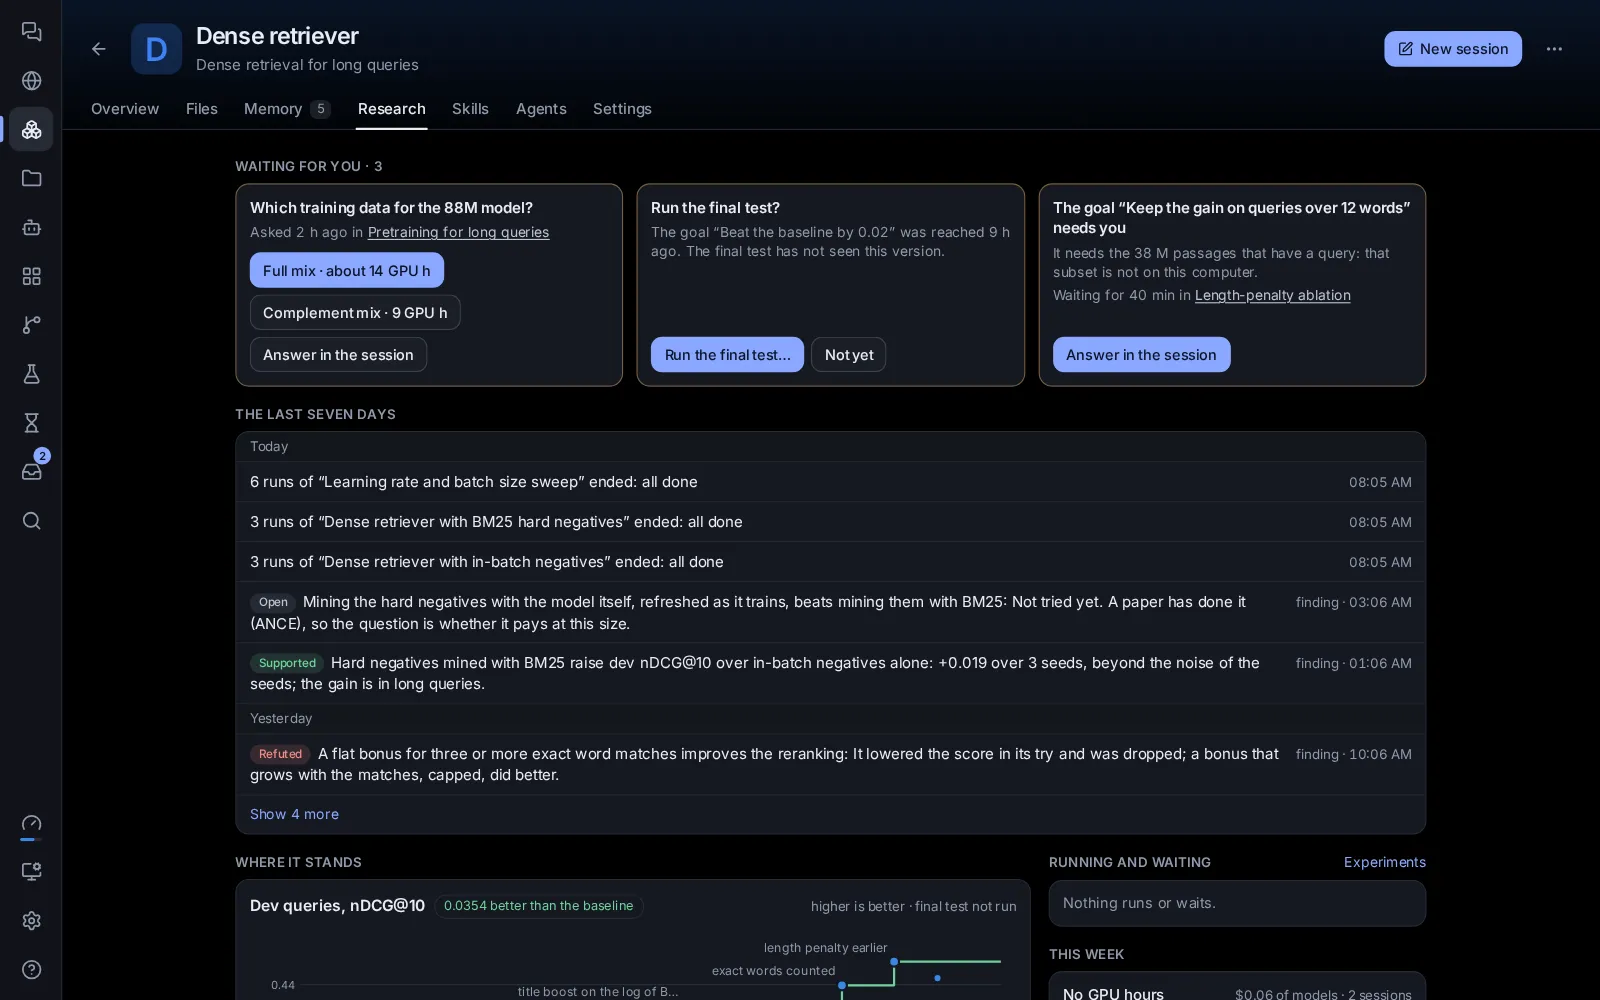 D
Dense retriever
Dense retrieval for long queries
New session
Overview
Files
Memory 5
Research
Skills
Agents
Settings
WAITING FOR YOU · 3
Which training data for the 88M model?
Asked 2 h ago in Pretraining for long queries
Full mix · about 14 GPU h
Complement mix · 9 GPU h
Answer in the session
Run the final test?
The goal “Beat the baseline by 0.02” was reached 9 h
ago. The final test has not seen this version.
Run the final test…
Not yet
The goal “Keep the gain on queries over 12 words”
needs you
It needs the 38 M passages that have a query: that
subset is not on this computer.
Waiting for 40 min in Length-penalty ablation
Answer in the session
THE LAST SEVEN DAYS
Today
6 runs of “Learning rate and batch size sweep” ended: all done 08:05 AM
3 runs of “Dense retriever with BM25 hard negatives” ended: all done 08:05 AM
3 runs of “Dense retriever with in-batch negatives” ended: all done 08:05 AM
Open Mining the hard negatives with the model itself, refreshed as it trains, beats mining them with BM25: Not tried yet. A paper has done it finding · 03:06 AM
(ANCE), so the question is whether it pays at this size.
Supported Hard negatives mined with BM25 raise dev nDCG@10 over in-batch negatives alone: +0.019 over 3 seeds, beyond the noise of the finding · 01:06 AM
seeds; the gain is in long queries.
Yesterday
Refuted A flat bonus for three or more exact word matches improves the reranking: It lowered the score in its try and was dropped; a bonus that finding · 10:06 AM
grows with the matches, capped, did better.
Show 4 more
2
WHERE IT STANDS
Dev queries, nDCG@10 0.0354 better than the baseline higher is better · final test not run
length penalty earlier
exact words counted
title boost on the log of B…
0.44
RUNNING AND WAITING Experiments
Nothing runs or waits.
THIS WEEK
No GPU hours $0.06 of models · 2 sessions